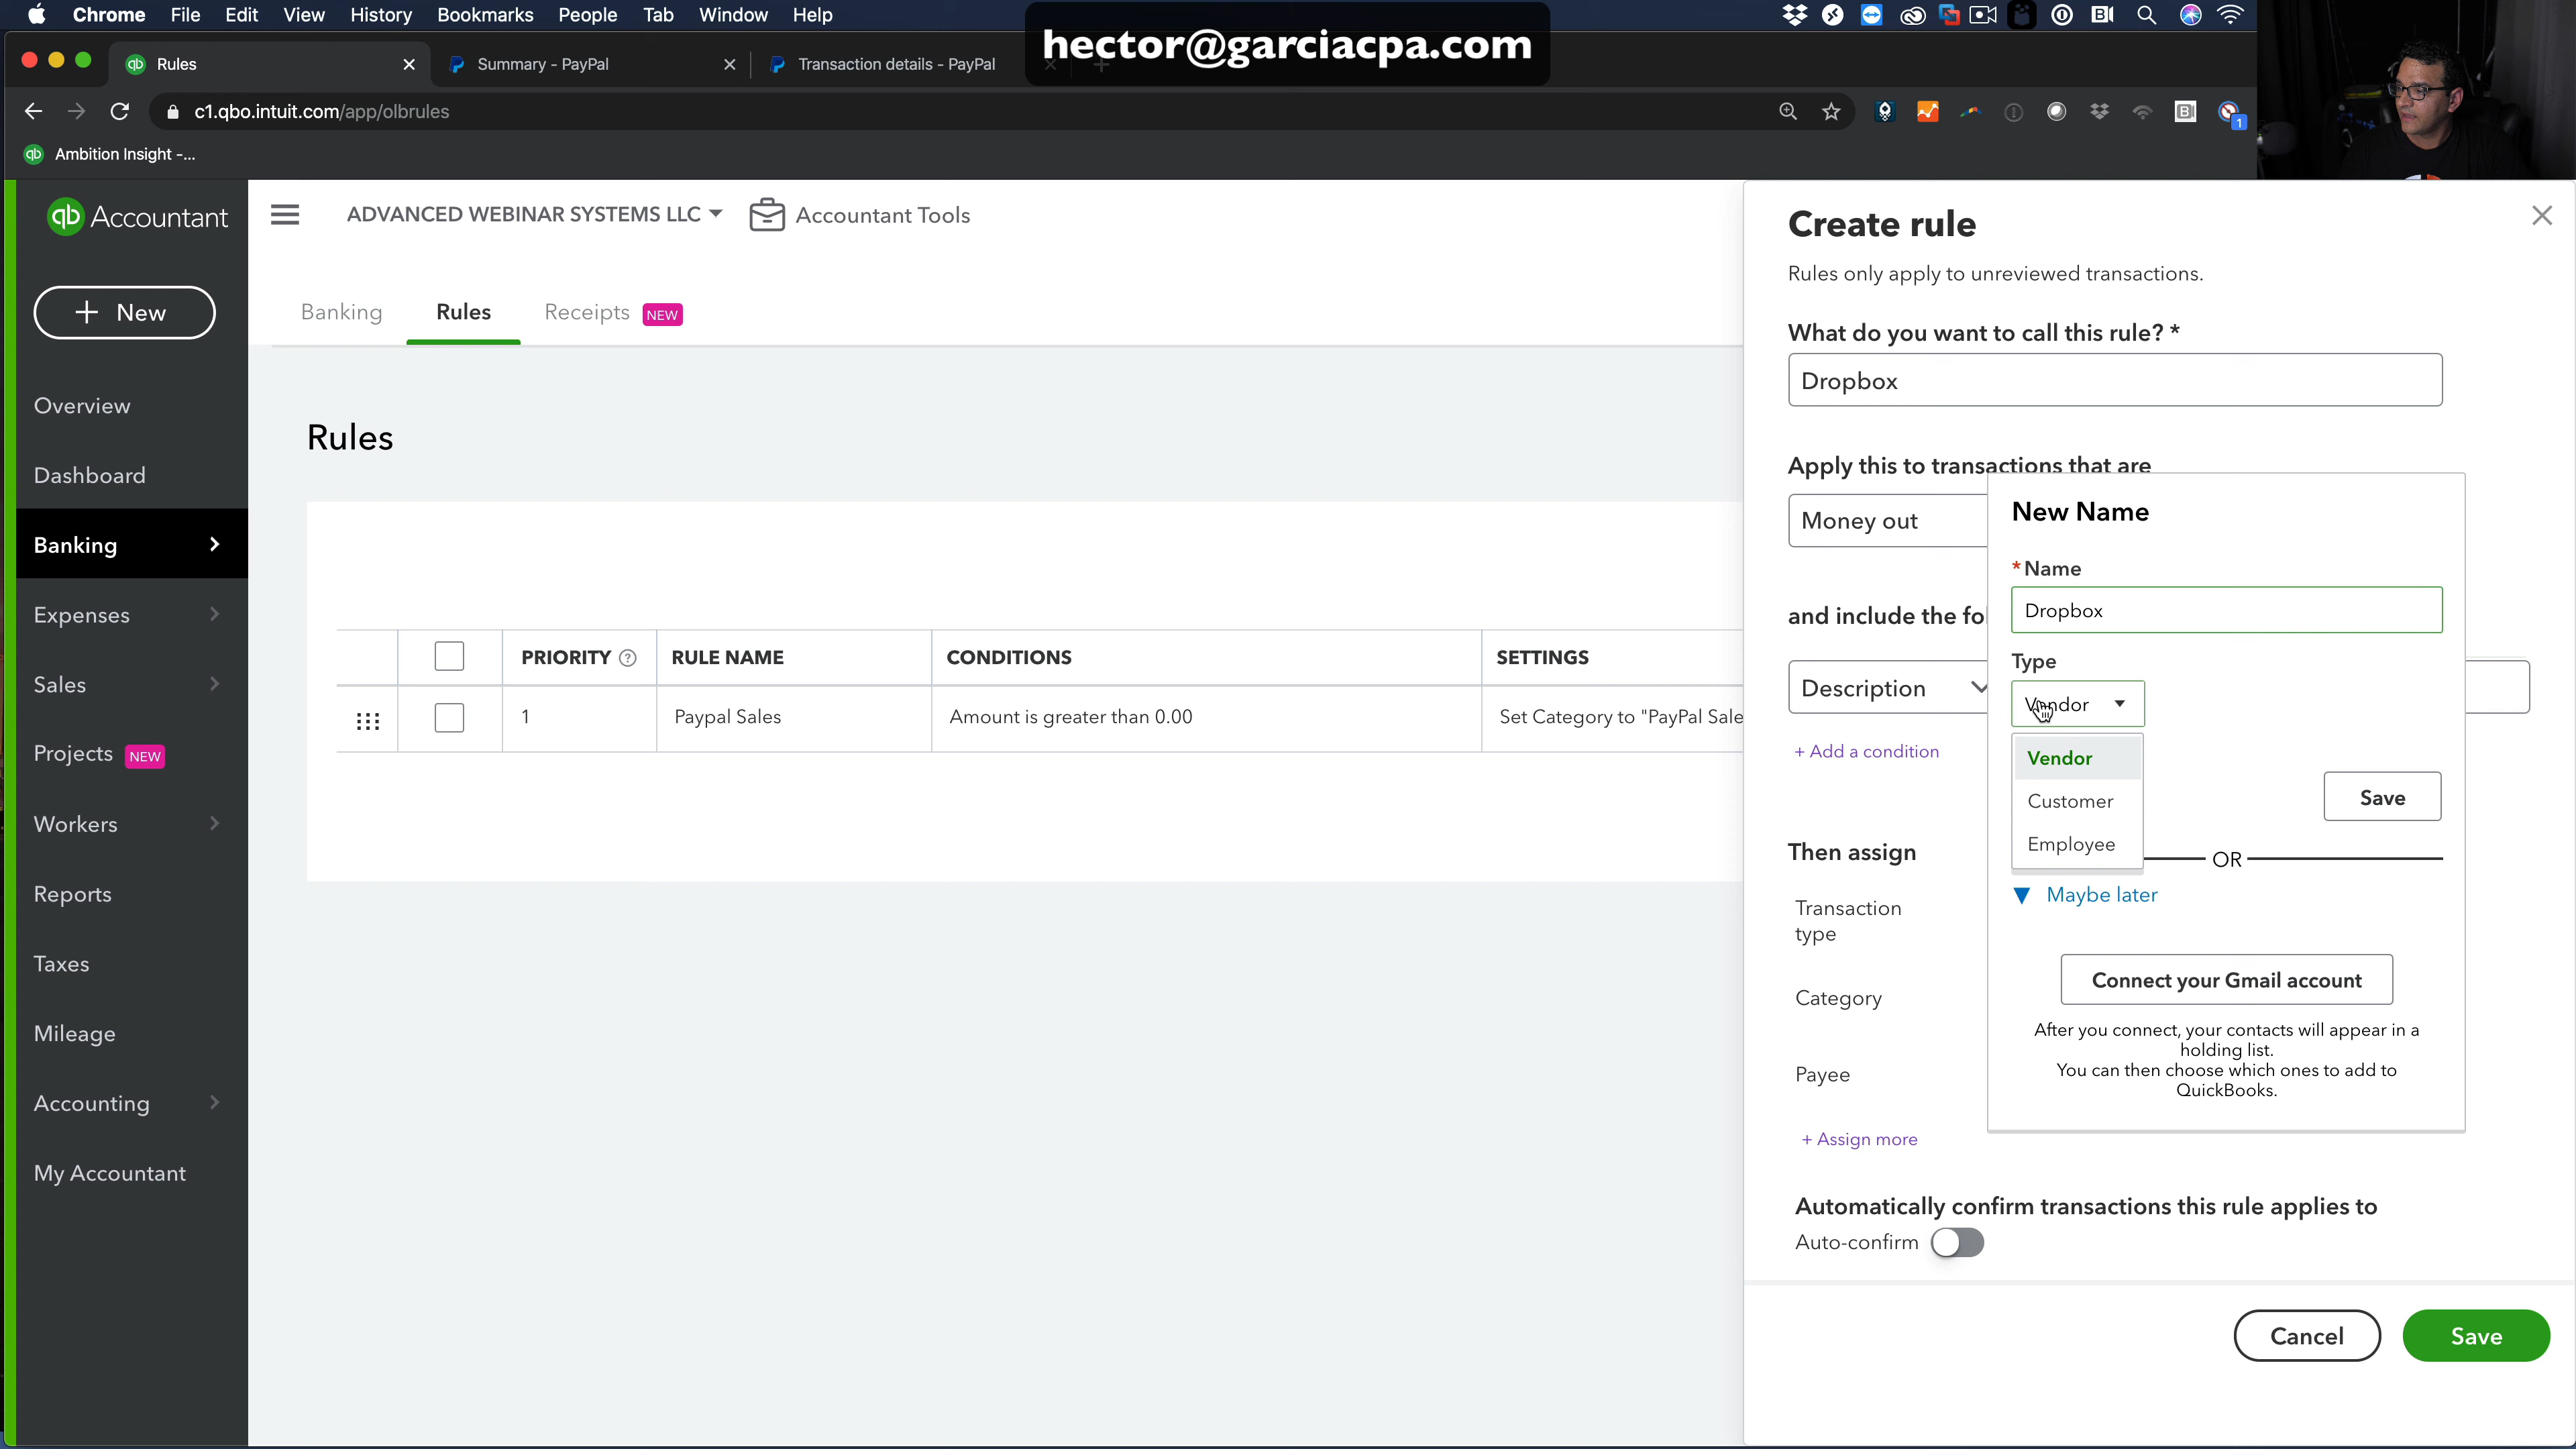 Chrome File Edit View History Bookmarks People Tab Window Help
hector@garciacpa.com
Rules
Summary - PayPal
Transaction details - PayPal
c1.qbo.intuit.com/app/olbrules
1
Ambition Insight -...
qb Accountant
ADVANCED WEBINAR SYSTEMS LLC
Accountant Tools
+ New
Banking Rules Receipts NEW
Overview
Dashboard
Banking
Expenses
Sales
Projects NEW
Workers
Reports
Taxes
Mileage
Accounting
My Accountant
Rules
PRIORITY ? RULE NAME CONDITIONS SETTINGS
1 Paypal Sales Amount is greater than 0.00 Set Category to "PayPal Sale
Create rule
Rules only apply to unreviewed transactions.
What do you want to call this rule? *
Dropbox
Apply this to transactions that are
Money out
and include the fo
Description
+ Add a condition
Then assign
Transaction
type
Category
Payee
+ Assign more
New Name
*Name
Dropbox
Type
Vendor
Vendor
Customer
Employee
Save
OR
Maybe later
Connect your Gmail account
After you connect, your contacts will appear in a
holding list.
You can then choose which ones to add to
QuickBooks.
Automatically confirm transactions this rule applies to
Auto-confirm
Cancel Save